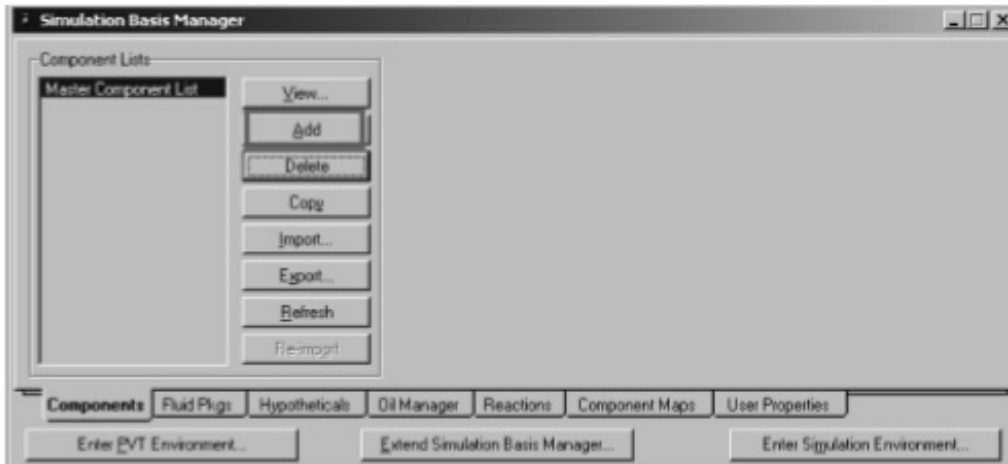 Simulation Basis Manager
Component Lists
Master Component List
View...
Add
Delete
Copy
Import...
Export...
Refresh
Re-import
Components Fluid Pkgs Hypotheticals Oil Manager Reactions Component Maps User Properties
Enter PVT Environment... Extend Simulation Basis Manager... Enter Simulation Environment...